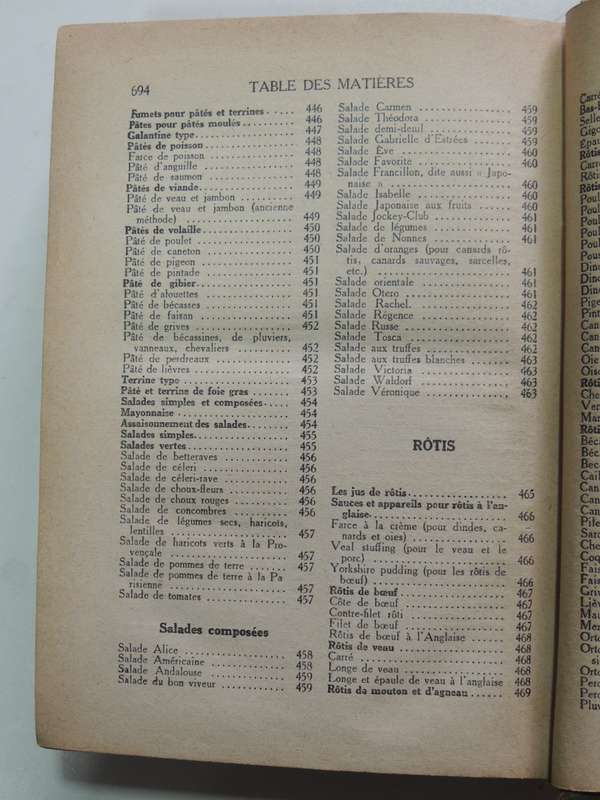 694 TABLE DES MATIÈRES
Fumets pour pâtés et terrines ..... 446
Pâtes pour pâtés moulés .......... 446
Galantine type .................. 447
Pâtés de poisson ................ 448
Farce de poisson ................ 448
Pâté d'anguille ................. 448
Pâté de saumon .................. 448
Pâtés de viande ................. 449
Pâté de veau et jambon .......... 449
Pâté de veau et jambon (ancienne
méthode) ........................ 449
Pâtés de volaille ............... 450
Pâté de poulet .................. 450
Pâté de caneton ................. 450
Pâté de pigeon .................. 451
Pâté de pintade ................. 451
Pâté de gibier .................. 451
Pâté d'alouettes ................ 451
Pâté de bécasses ................ 451
Pâté de faisan .................. 451
Pâté de grives .................. 452
Pâté de bécassines, de pluviers,
vanneaux, chevaliers ............ 452
Pâté de perdreaux ............... 452
Pâté de lièvres ................. 452
Terrine type .................... 453
Pâté et terrine de foie gras .... 453
Salades simples et composées ..... 454
Mayonnaise ...................... 454
Assaisonnement des salades ....... 454
Salades simples ................. 455
Salades vertes .................. 455
Salade de betteraves ............ 456
Salade de céleri ................ 456
Salade de céleri-rave ........... 456
Salade de choux-fleurs .......... 456
Salade de choux rouges .......... 456
Salade de concombres ............ 456
Salade de légumes secs, haricots,
lentilles ....................... 457
Salade de haricots verts à la Pro-
vençale ......................... 457
Salade de pommes de terre ....... 457
Salade de pommes de terre à la Pa
risienne ........................ 457
Salade de tomates ............... 457
Salades composées
Salade Alice .................... 458
Salade Américaine ............... 458
Salade Andalouse ................ 459
Salade du bon viveur ............ 459
Salade Carmen ................... 459
Salade Théodora ................. 459
Salade demi-deuil ............... 459
Salade Gabrielle d'Estrées ...... 459
Salade Ève ...................... 460
Salade Favorite ................. 460
Salade Francillon, dite aussi « Japo-
naise » ......................... 460
Salade Isabelle ................. 460
Salade Japonaise aux fruits ..... 460
Salade Jockey-Club .............. 461
Salade de légumes ............... 461
Salade de Nonnes ................ 461
Salade d'oranges (pour canards rô-
tis, canards sauvages, sarcelles,
etc.) ........................... 461
Salade orientale ................ 461
Salade Otero .................... 462
Salade Rachel ................... 462
Salade Régence .................. 462
Salade Russe .................... 462
Salade Tosca .................... 462
Salade aux truffes .............. 462
Salade aux truffes blanches ..... 463
Salade Victoria ................. 463
Salade Waldorf .................. 463
Salade Véronique ................ 463
RÔTIS
Les jus de rôtis ................ 465
Sauces et appareils pour rôtis à l'an-
glaise .......................... 466
Farce à la crème (pour dindes, ca-
nards et oies) .................. 466
Veal stuffing (pour le veau et le
porc) ........................... 466
Yorkshire pudding (pour les rôtis de
bœuf) ........................... 466
Rôtis de bœuf ................... 467
Côte de bœuf .................... 467
Contre-filet rôti ............... 467
Filet de bœuf ................... 467
Rôtis de bœuf à l'Anglaise ...... 467
Rôtis de veau ................... 468
Carré ........................... 468
Longe de veau ................... 468
Longe et épaule de veau à l'anglaise 468
Rôtis de mouton et d'agneau ..... 469